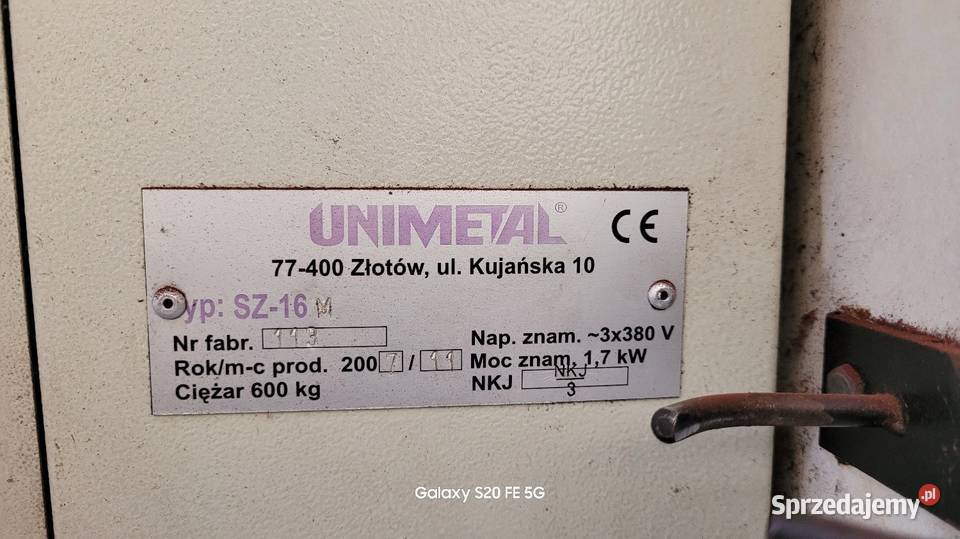 UNIMETAL®
CE
77-400 Złotów, ul. Kujańska 10
yp: SZ-16 M
Nr fabr. 113
Nap. znam. ~3x380 V
Rok/m-c prod. 2007/11
Moc znam. 1,7 kW
Ciężar 600 kg
NKJ NKJ
3
Galaxy S20 FE 5G
Sprzedajemy.pl